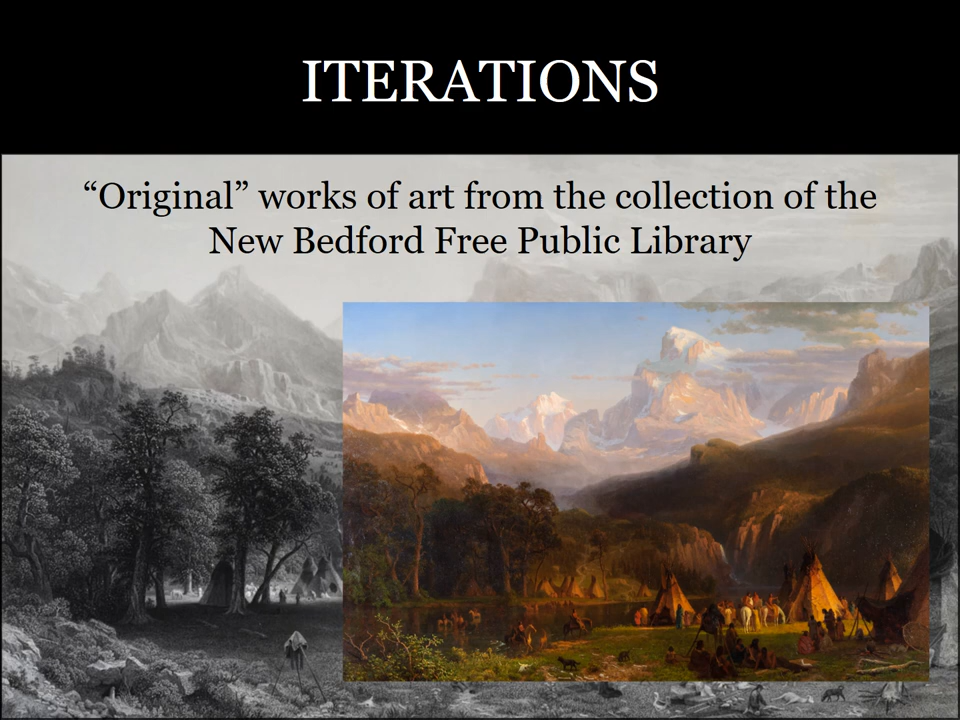 ITERATIONS
“Original” works of art from the collection of the
New Bedford Free Public Library